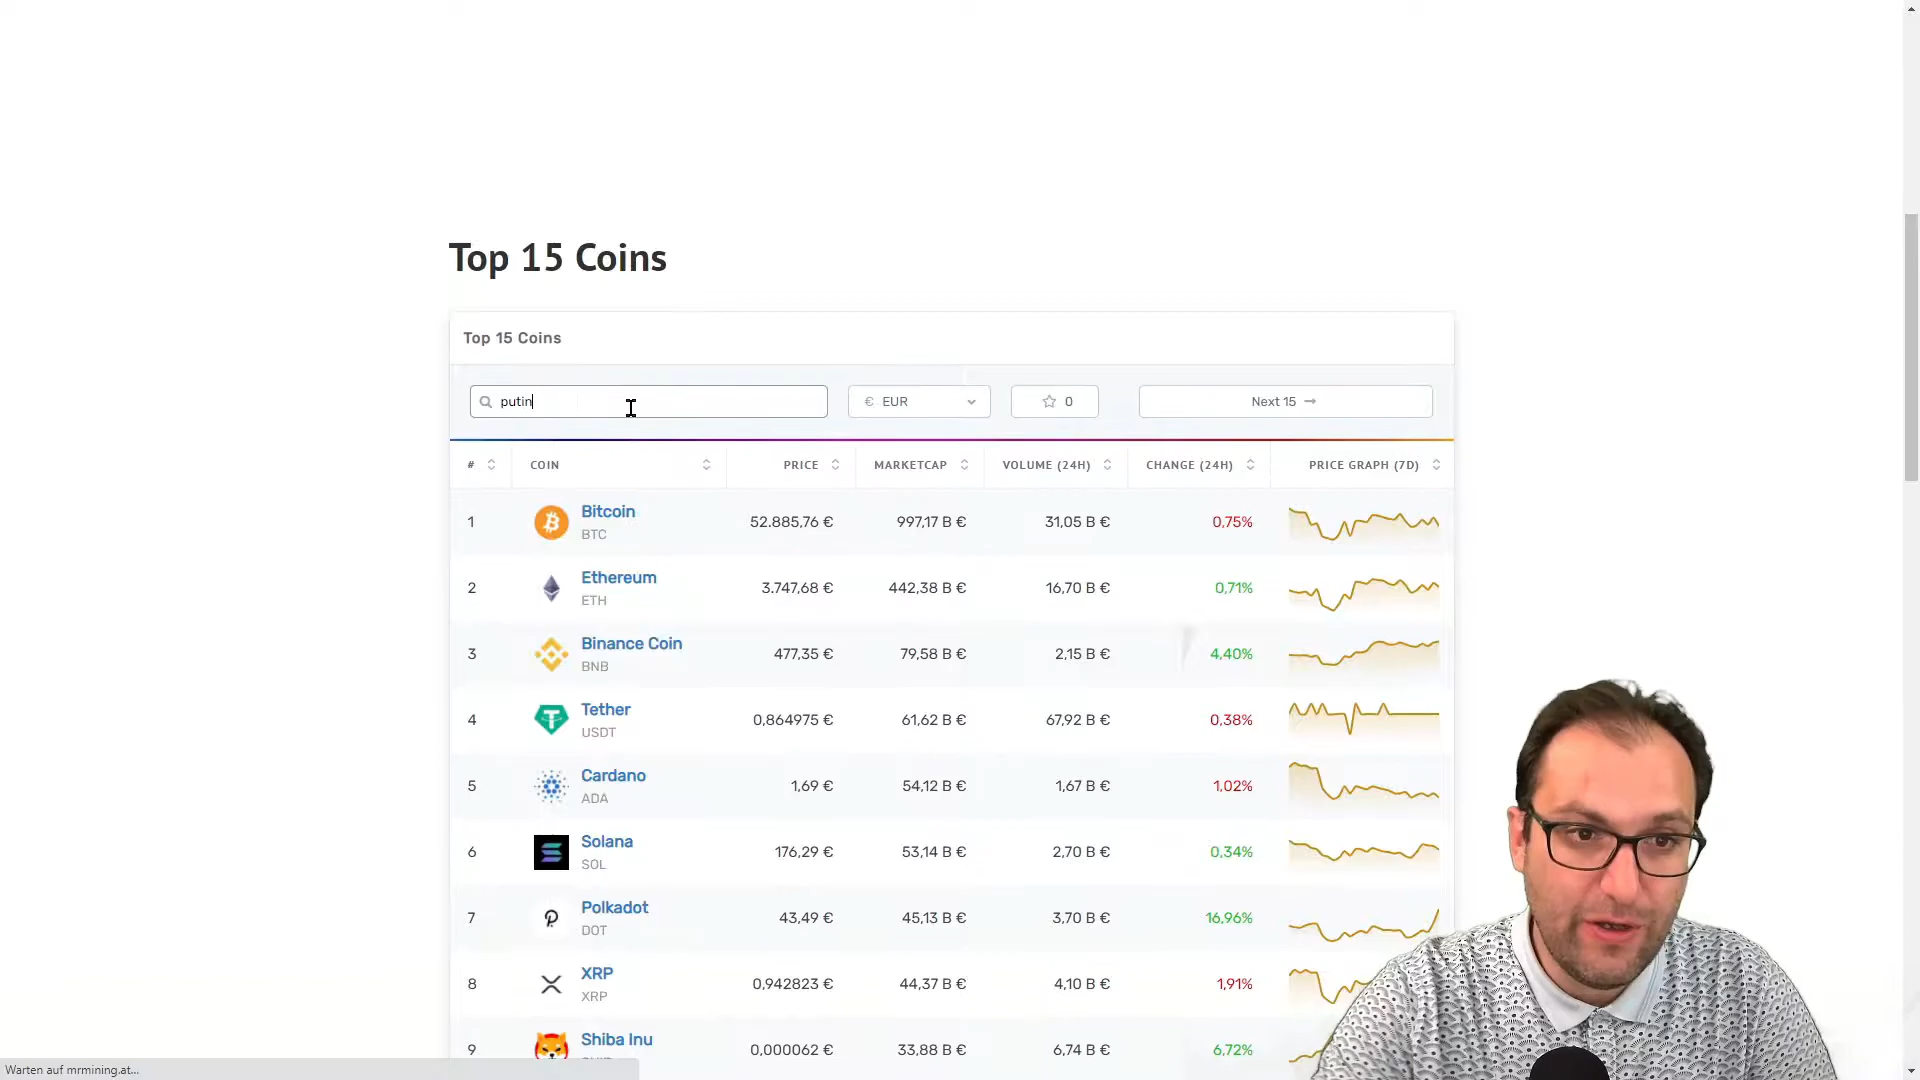 Top 15 Coins
Top 15 Coins
putin € EUR 0 Next 15 →
# COIN PRICE MARKETCAP VOLUME (24H) CHANGE (24H) PRICE GRAPH (7D)
1 Bitcoin BTC 52.885,76 € 997,17 B € 31,05 B € 0,75%
2 Ethereum ETH 3.747,68 € 442,38 B € 16,70 B € 0,71%
3 Binance Coin BNB 477,35 € 79,58 B € 2,15 B € 4,40%
4 Tether USDT 0,864975 € 61,62 B € 67,92 B € 0,38%
5 Cardano ADA 1,69 € 54,12 B € 1,67 B € 1,02%
6 Solana SOL 176,29 € 53,14 B € 2,70 B € 0,34%
7 Polkadot DOT 43,49 € 45,13 B € 3,70 B € 16,96%
8 XRP XRP 0,942823 € 44,37 B € 4,10 B € 1,91%
9 Shiba Inu 0,000062 € 33,88 B € 6,74 B € 6,72%
Warten auf mrmining.at...